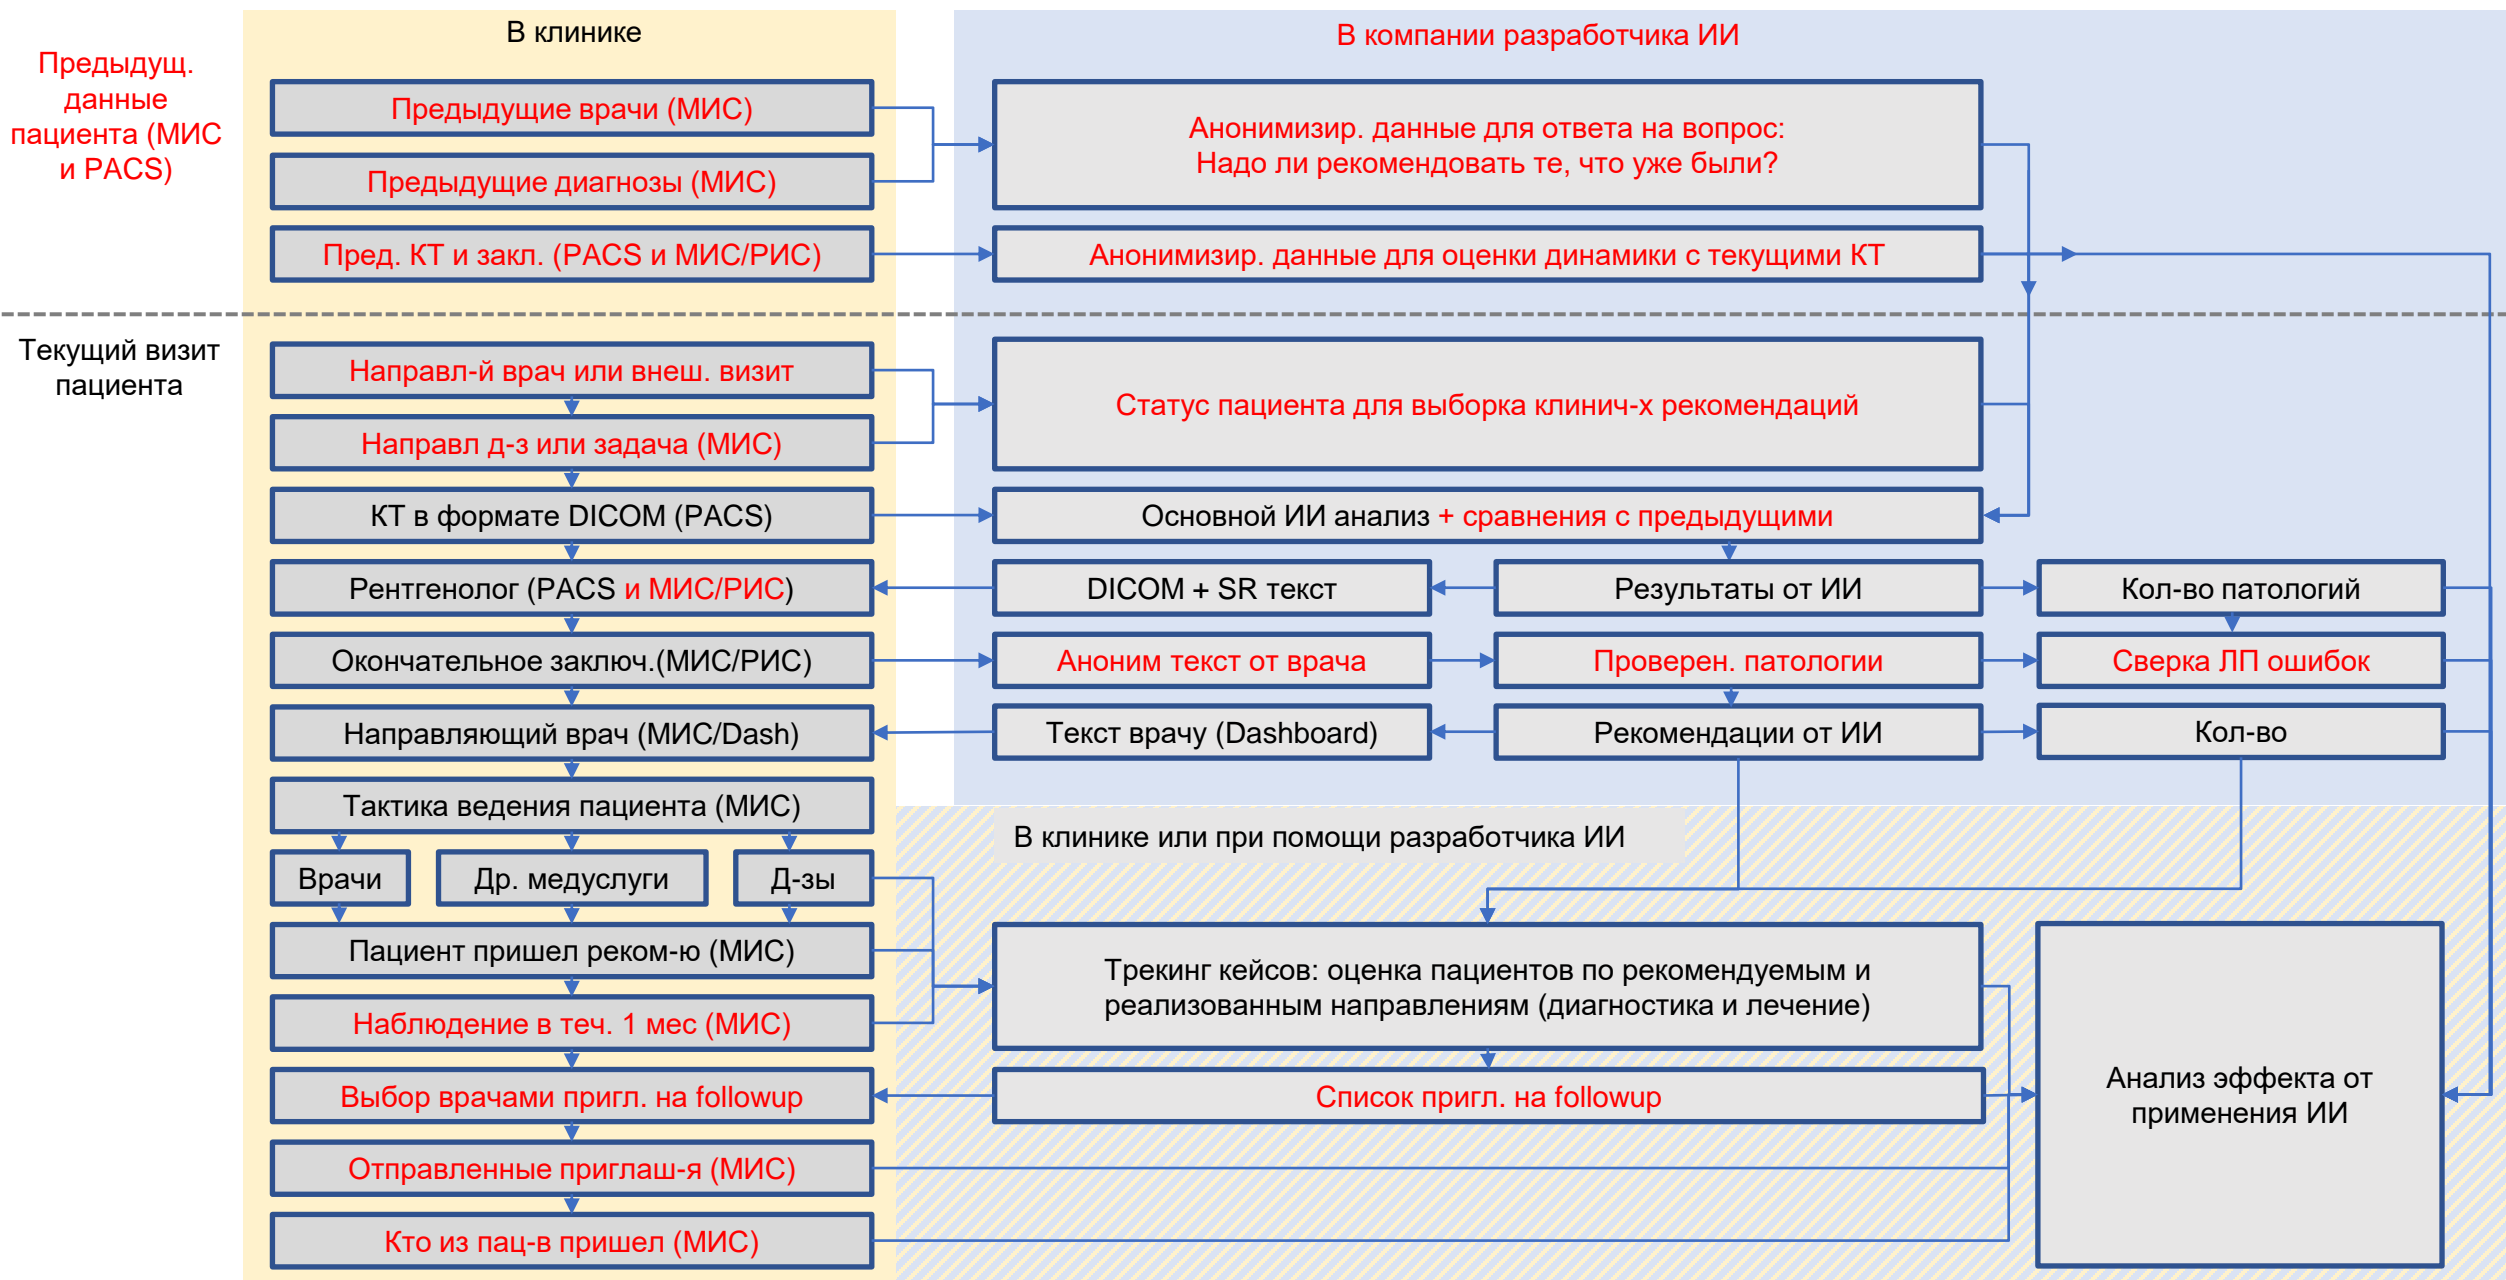 В клинике
В компании разработчика ИИ
Предыдущ.
данные
пациента (МИС
и PACS)
Предыдущие врачи (МИС)
Предыдущие диагнозы (МИС)
Анонимизир. данные для ответа на вопрос:
Надо ли рекомендовать те, что уже были?
Пред. КТ и закл. (PACS и МИС/РИС)
Анонимизир. данные для оценки динамики с текущими КТ
Текущий визит
пациента
Направл-й врач или внеш. визит
Направл д-з или задача (МИС)
Статус пациента для выборка клинич-х рекомендаций
КТ в формате DICOM (PACS)
Основной ИИ анализ + сравнения с предыдущими
Рентгенолог (PACS и МИС/РИС)
DICOM + SR текст
Результаты от ИИ
Кол-во патологий
Окончательное заключ.(МИС/РИС)
Аноним текст от врача
Проверен. патологии
Сверка ЛП ошибок
Направляющий врач (МИС/Dash)
Текст врачу (Dashboard)
Рекомендации от ИИ
Кол-во
Тактика ведения пациента (МИС)
В клинике или при помощи разработчика ИИ
Врачи
Др. медуслуги
Д-зы
Пациент пришел реком-ю (МИС)
Наблюдение в теч. 1 мес (МИС)
Трекинг кейсов: оценка пациентов по рекомендуемым и
реализованным направлениям (диагностика и лечение)
Выбор врачами пригл. на followup
Список пригл. на followup
Анализ эффекта от
применения ИИ
Отправленные приглаш-я (МИС)
Кто из пац-в пришел (МИС)